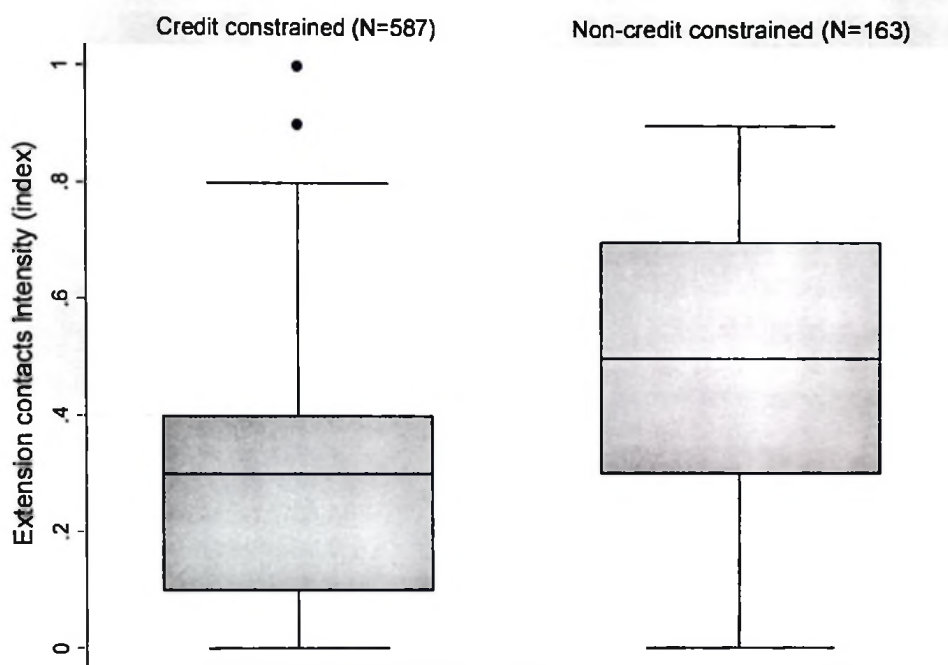 Credit constrained (N=587)
Non-credit constrained (N=163)
Extension contacts Intensity (index)
1
.8
.6
.4
.2
0